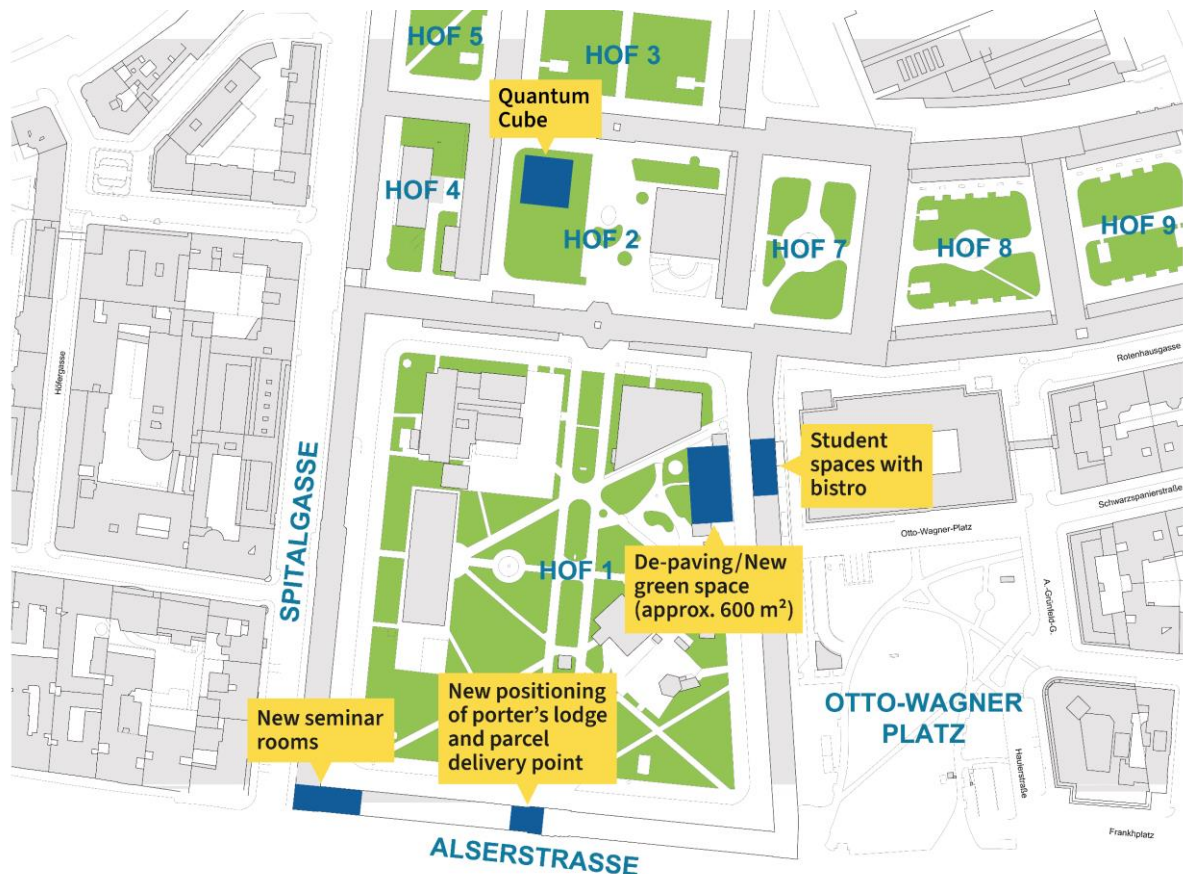 HOF 5
HOF 3
Quantum
Cube
HOF 4
HOF 2
HOF 7
HOF 8
HOF 9
Höfergasse
Rotenhausgasse
SPITALGASSE
Student
spaces with
bistro
Schwarzspanierstraße
Otto-Wagner-Platz
HOF 1
De-paving/New
green space
(approx. 600 m²)
A.-Grünfeld-G.
New positioning
of porter’s lodge
and parcel
delivery point
New seminar
rooms
OTTO-WAGNER
PLATZ
Haulerstraße
Frankhplatz
ALSERSTRASSE